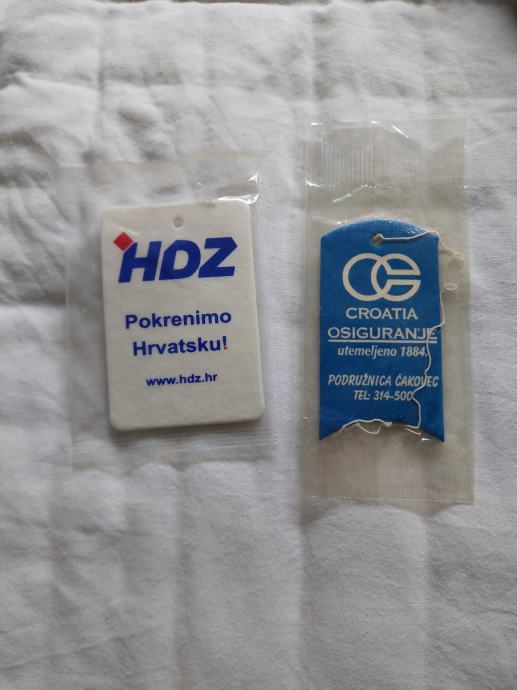 HDZ
Pokrenimo
Hrvatsku!
www.hdz.hr
CROATIA
OSIGURANJE
utemeljeno 1884.
PODRUŽNICA ČAKOVEC
TEL: 314-500